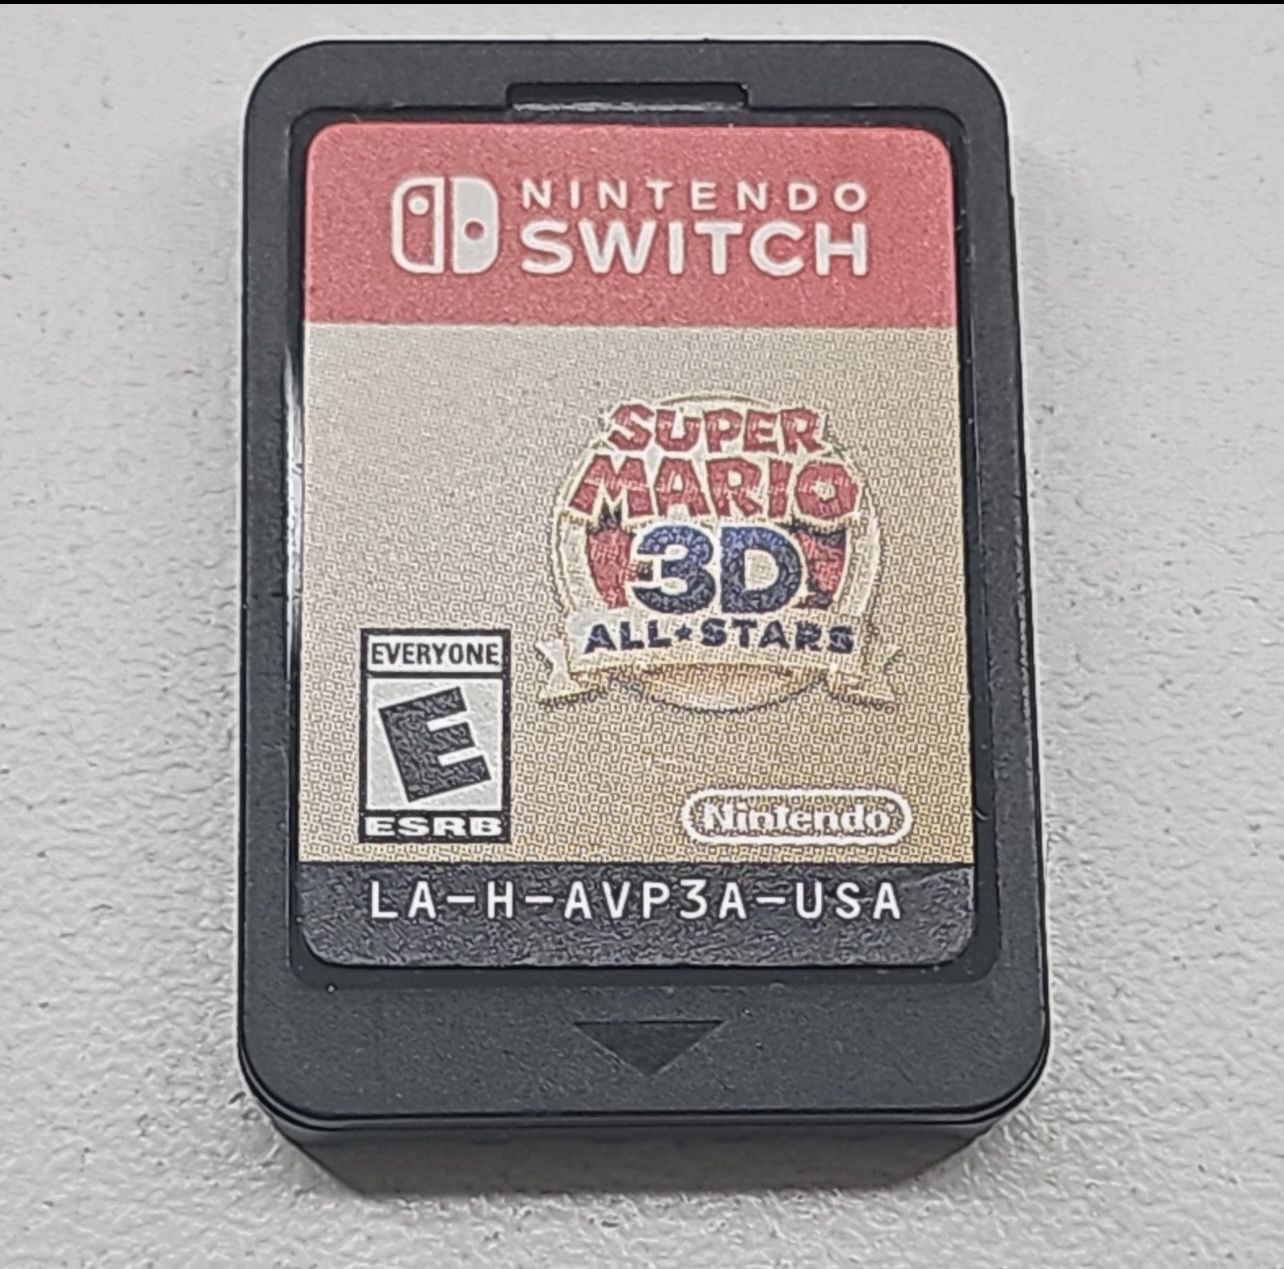 NINTENDO
SWITCH
SUPER
MARIO
3D
ALL★STARS
EVERYONE
E
ESRB
Nintendo
LA-H-AVP3A-USA